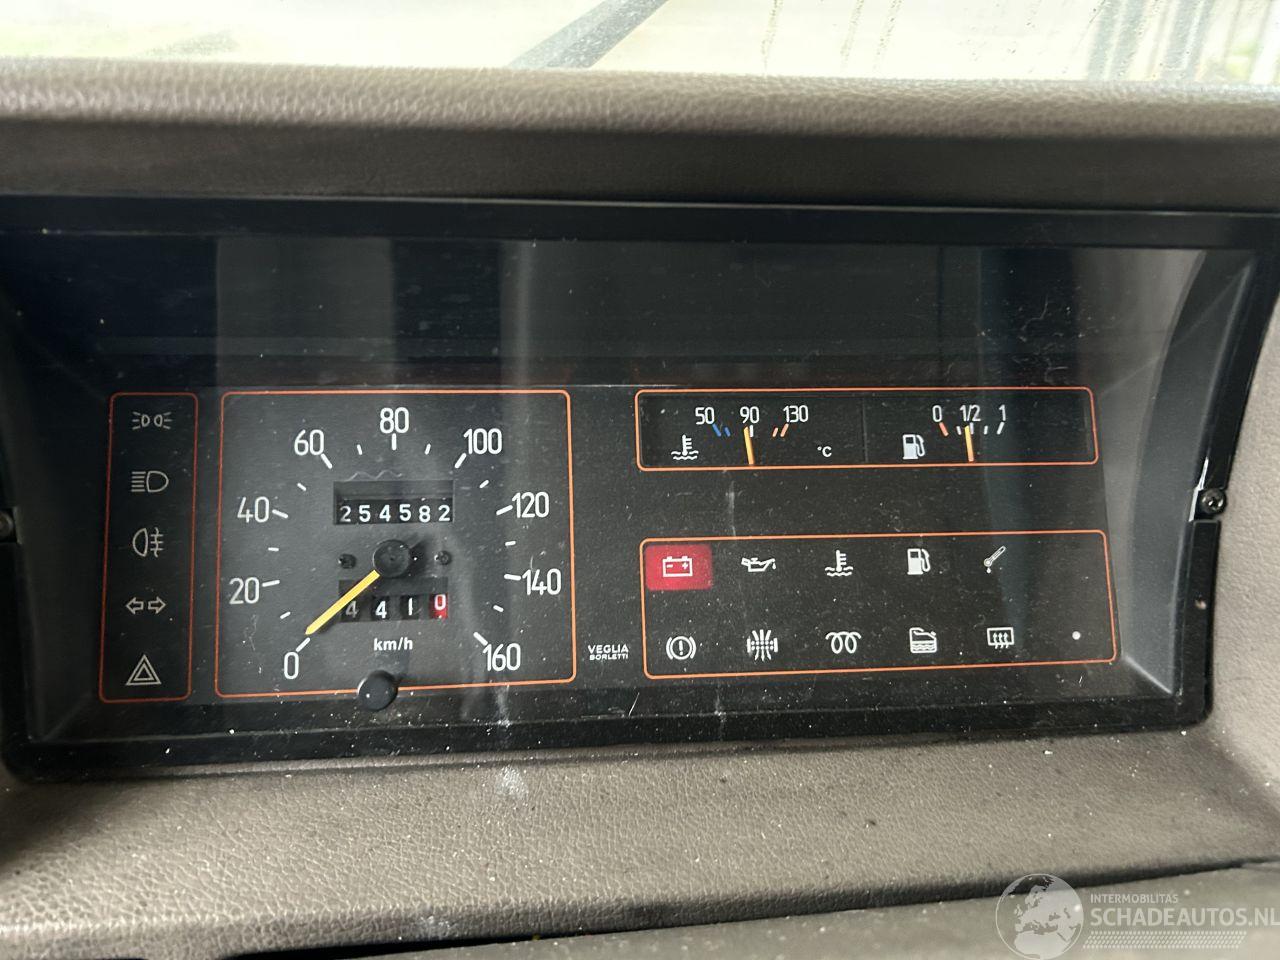 50 90 130
°C
0 1/2 1
0 20 40 60 80 100 120 140 160
254582
4410
km/h
VEGLIA
BORLETTI
INTERMOBILITAS
SCHADEAUTOS.NL